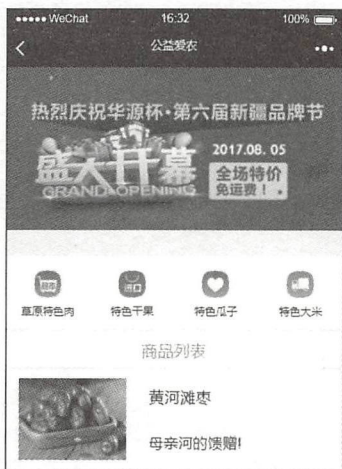 WeChat 16:32 100%
公益爱农
热烈庆祝华源杯·第六届新疆品牌节
盛大开幕
GRAND OPENING
2017.08. 05
全场特价
免运费！
草原特色肉 特色干果 特色瓜子 特色大米
商品列表
黄河滩枣
母亲河的馈赠!